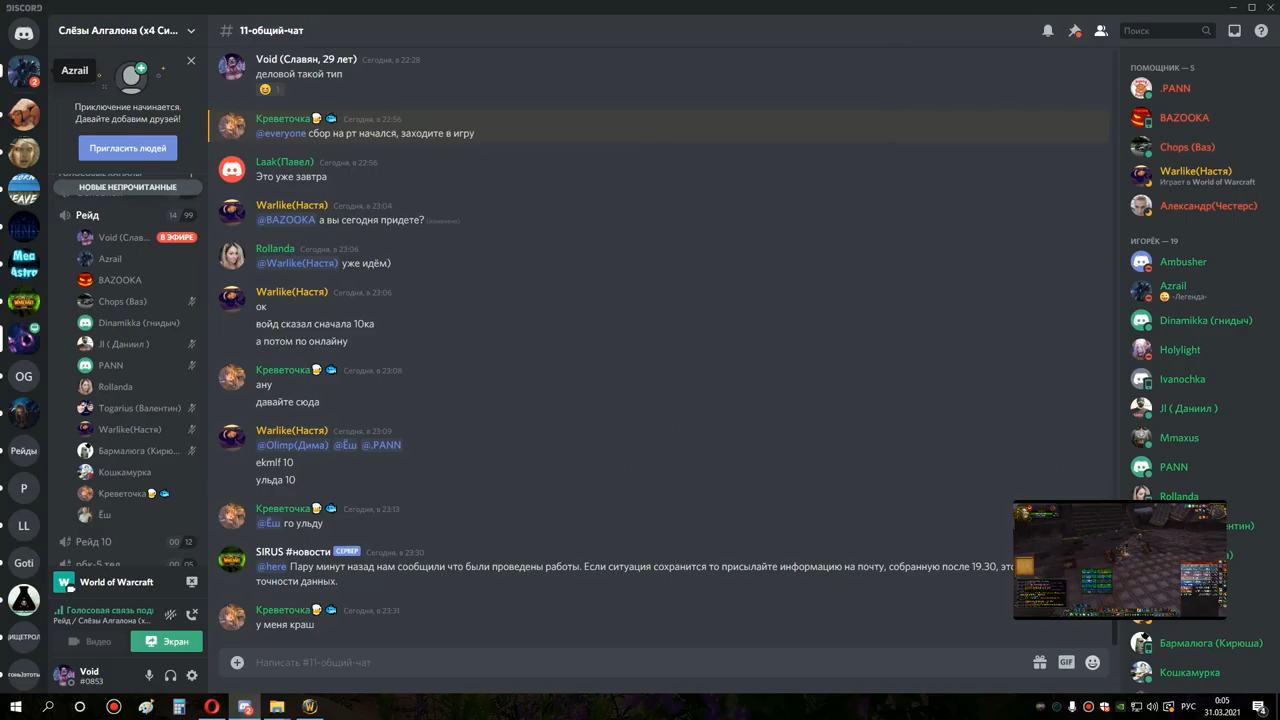 DISCORD
Слёзы Алгалона (x4 Си...
11-общий-чат
Поиск
Azrail
2
Приключение начинается.
Давайте добавим друзей!
Пригласить людей
НОВЫЕ НЕПРОЧИТАННЫЕ
Рейд 14 99
Void (Слав... В ЭФИРЕ
Azrail
BAZOOKA
Chops (Ваз)
Dinamikka (гнидыч)
Jl ( Даниил )
PANN
Rollanda
Togarius (Валентин)
Warlike(Настя)
Бармалюга (Кирю...
Кошкамурка
Креветочка🍺 🐟
Ёш
Рейд 10 00 12
World of Warcraft
Рейд / Слёзы Алгалона (x...
Видео
Экран
Void
#0853
OG
Рейды
P
LL
Goti
Void (Славян, 29 лет) Сегодня, в 22:28
деловой такой тип
1
Креветочка🍺 🐟 Сегодня, в 22:56
@everyone сбор на рт начался, заходите в игру
Laak(Павел) Сегодня, в 22:56
Это уже завтра
Warlike(Настя) Сегодня, в 23:04
@BAZOOKA а вы сегодня придете? (изменено)
Rollanda Сегодня, в 23:06
@Warlike(Настя) уже идём)
Warlike(Настя) Сегодня, в 23:06
ок
войд сказал сначала 10ка
а потом по онлайну
Креветочка🍺 🐟 Сегодня, в 23:08
ану
давайте сюда
Warlike(Настя) Сегодня, в 23:09
@Olimp(Дима) @Ёш @.PANN
ekmlf 10
ульда 10
Креветочка🍺 🐟 Сегодня, в 23:13
@Ёш го ульду
SIRUS #новости СЕРВЕР Сегодня, в 23:30
@here Пару минут назад нам сообщили что были проведены работы. Если ситуация сохранится то присылайте информацию на почту, собранную после 19.30, это
точности данных.
Креветочка🍺 🐟 Сегодня, в 23:31
у меня краш
Написать #11-общий-чат
GIF
ПОМОЩНИК — 5
.PANN
BAZOOKA
Chops (Ваз)
Warlike(Настя)
Играет в World of Warcraft
Александр(Честерс)
ИГОРЁК — 19
Ambusher
Azrail
-Легенда-
Dinamikka (гнидыч)
Holylight
Ivanochka
Jl ( Даниил )
Mmaxus
PANN
Rollanda
Бармалюга (Кирюша)
Кошкамурка
РУС
0:05
31.03.2021